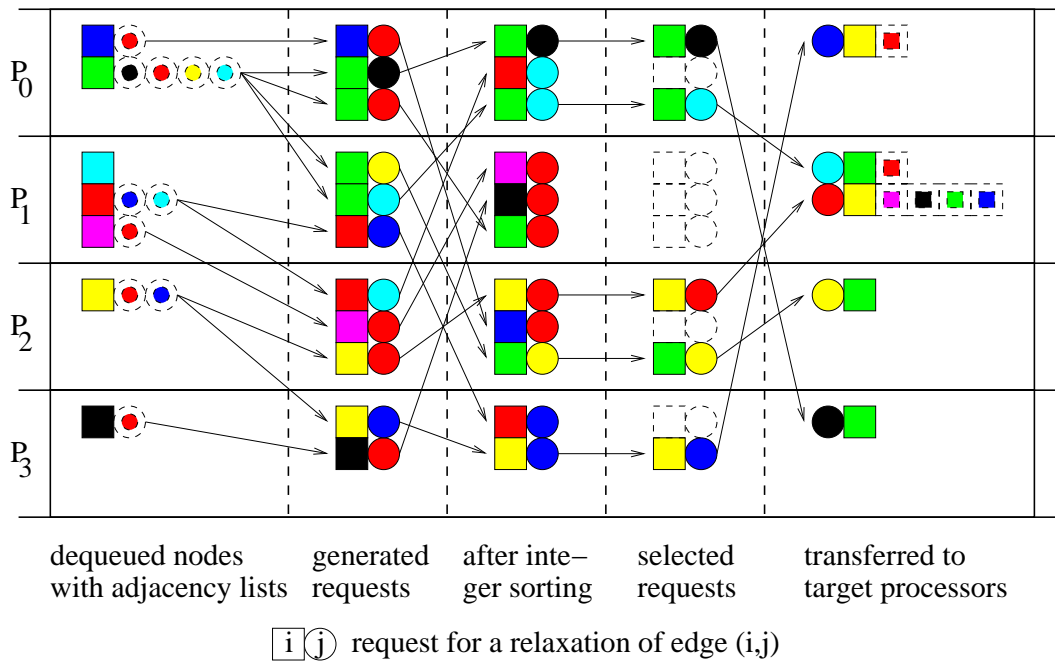 P0
P1
P2
P3
dequeued nodes
with adjacency lists
generated
requests
after inte–
ger sorting
selected
requests
transferred to
target processors
i j request for a relaxation of edge (i,j)